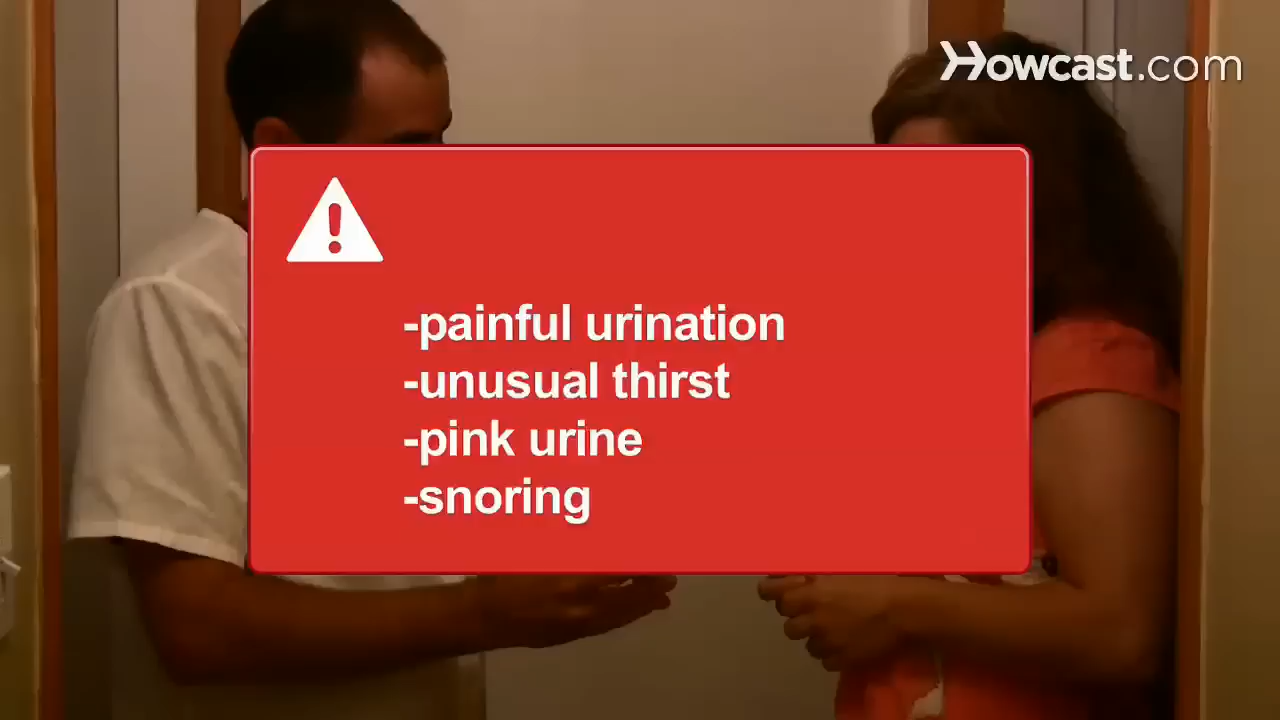 Howcast.com
-painful urination
-unusual thirst
-pink urine
-snoring